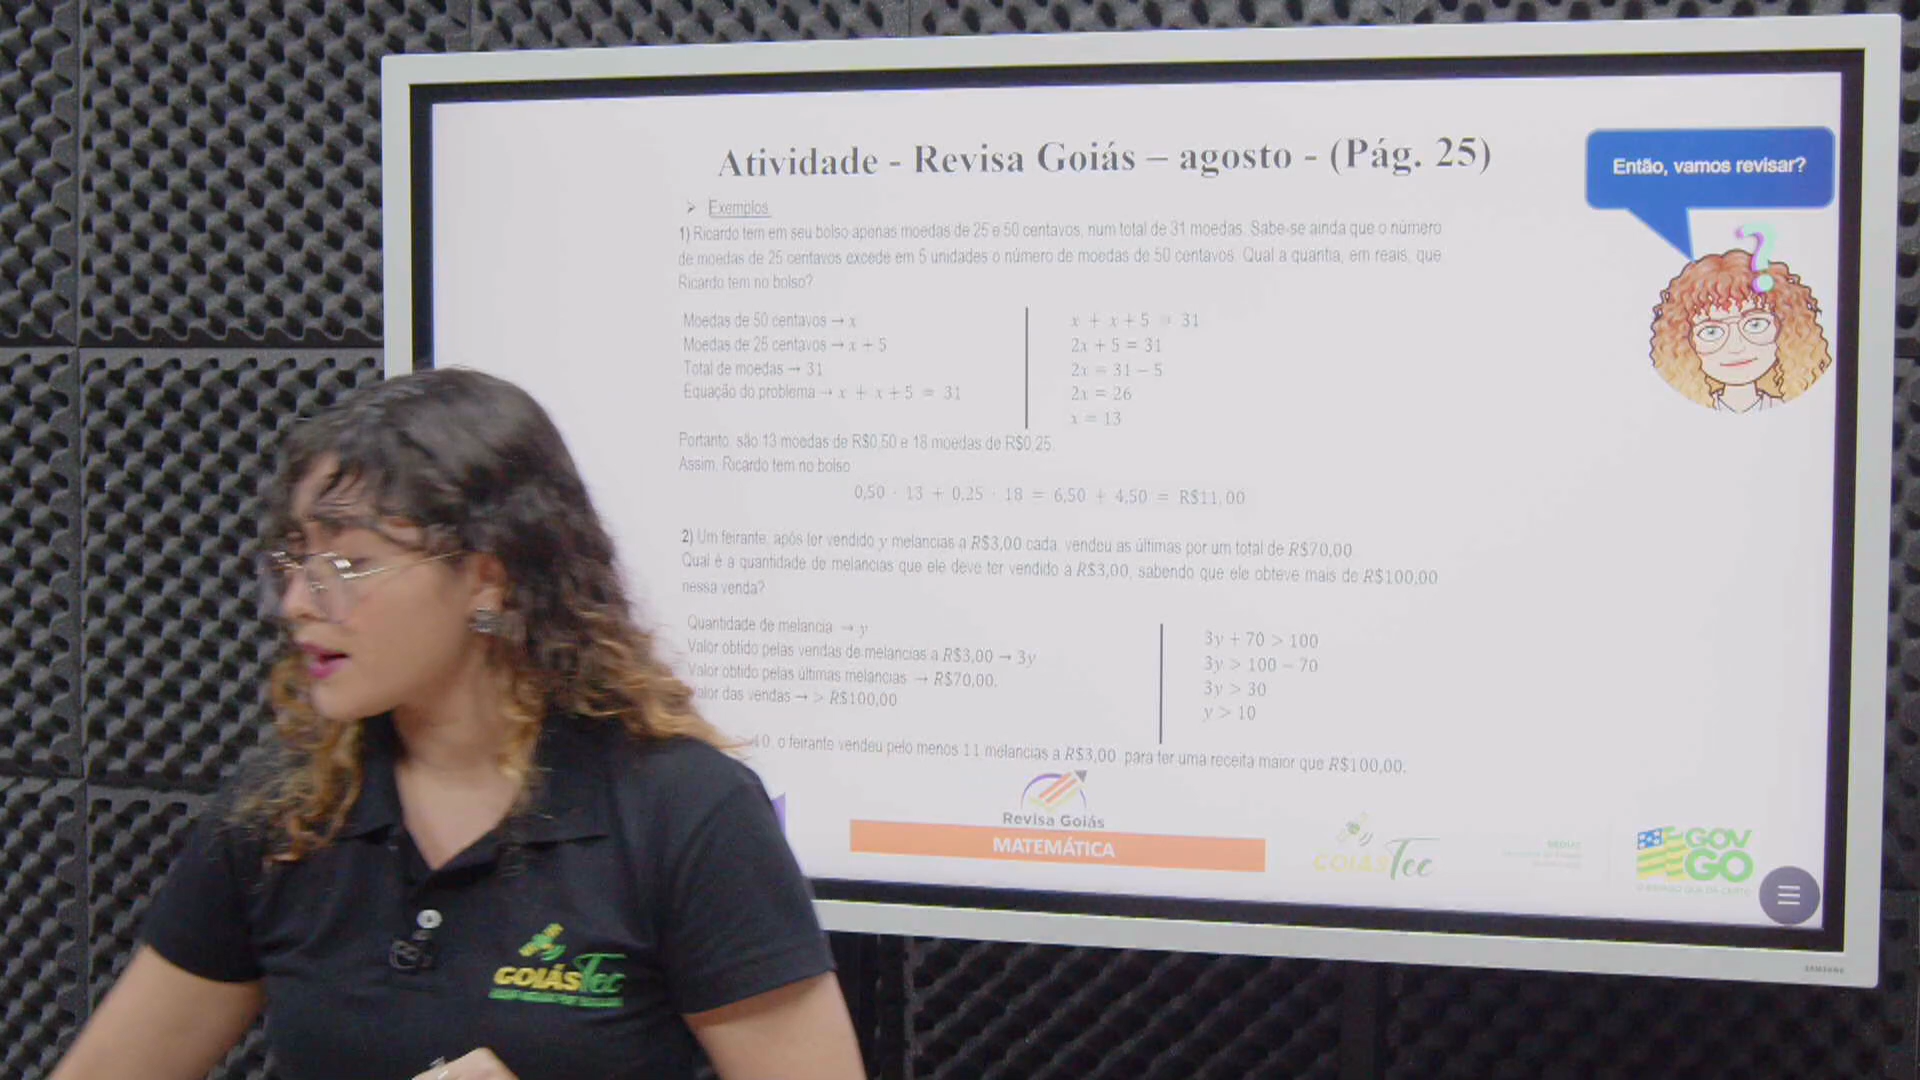 Atividade - Revisa Goiás – agosto - (Pág. 25)
Então, vamos revisar?
➤ Exemplos
1) Ricardo tem em seu bolso apenas moedas de 25 e 50 centavos, num total de 31 moedas. Sabe-se ainda que o número
de moedas de 25 centavos excede em 5 unidades o número de moedas de 50 centavos. Qual a quantia, em reais, que
Ricardo tem no bolso?
Moedas de 50 centavos → x
Moedas de 25 centavos → x + 5
Total de moedas → 31
Equação do problema → x + x + 5 = 31
x + x + 5 = 31
2x + 5 = 31
2x = 31 – 5
2x = 26
x = 13
Portanto, são 13 moedas de R$0,50 e 18 moedas de R$0,25.
Assim, Ricardo tem no bolso
0,50 · 13 + 0,25 · 18 = 6,50 + 4,50 = R$11,00
2) Um feirante, após ter vendido y melancias a R$3,00 cada, vendeu as últimas por um total de R$70,00.
Qual é a quantidade de melancias que ele deve ter vendido a R$3,00, sabendo que ele obteve mais de R$100,00
nessa venda?
Quantidade de melancia → y
Valor obtido pelas vendas de melancias a R$3,00 → 3y
Valor obtido pelas últimas melancias → R$70,00.
Valor das vendas → > R$100,00
3y + 70 > 100
3y > 100 – 70
3y > 30
y > 10
10, o feirante vendeu pelo menos 11 melancias a R$3,00 para ter uma receita maior que R$100,00.
Revisa Goiás
MATEMÁTICA
GOIÁS Tec
SEDUC
GOV
GO
O ESTADO QUE DÁ CERTO
SAMSUNG
GOIÁS Tec